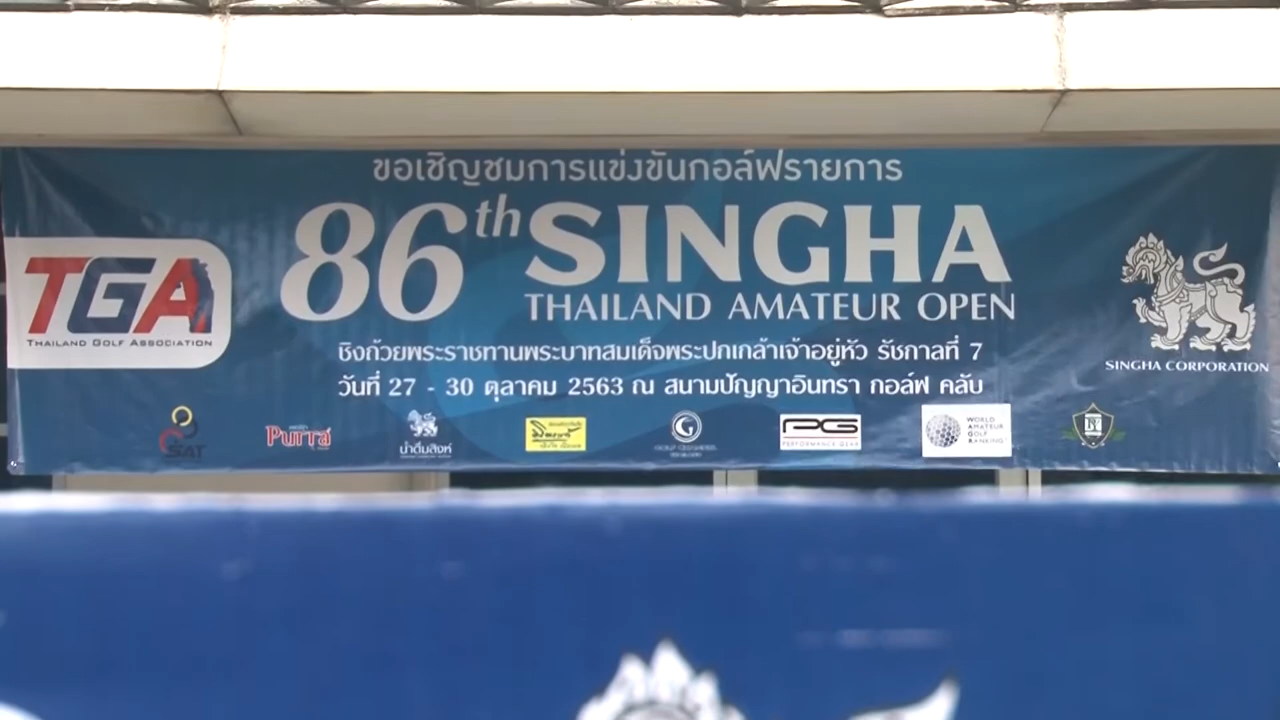 ขอเชิญชมการแข่งขันกอล์ฟรายการ
86th SINGHA
THAILAND AMATEUR OPEN
TGA
THAILAND GOLF ASSOCIATION
ชิงถ้วยพระราชทานพระบาทสมเด็จพระปกเกล้าเจ้าอยู่หัว รัชกาลที่ 7
วันที่ 27 - 30 ตุลาคม 2563 ณ สนามปัญญาอินทรา กอล์ฟ คลับ
SINGHA CORPORATION
SAT
น้ำดื่มสิงห์
PG
PERFORMANCE GEAR
WORLD
AMATEUR
GOLF
RANKING